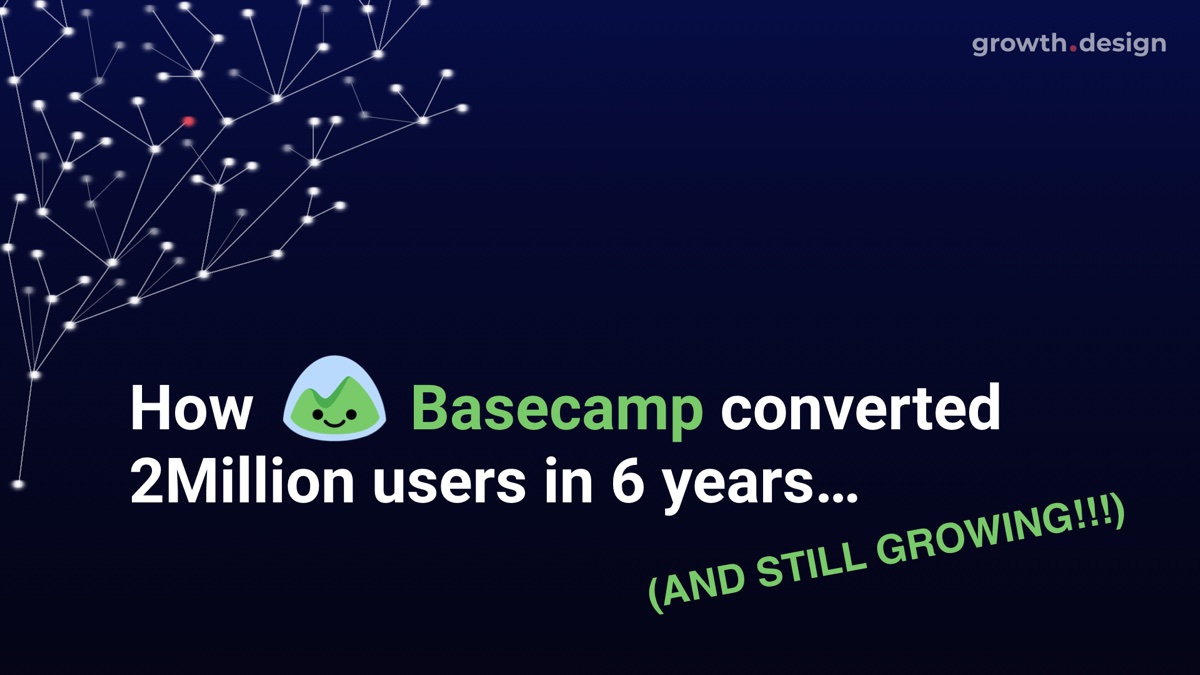 growth.design
How Basecamp converted
2Million users in 6 years...
(AND STILL GROWING!!!)